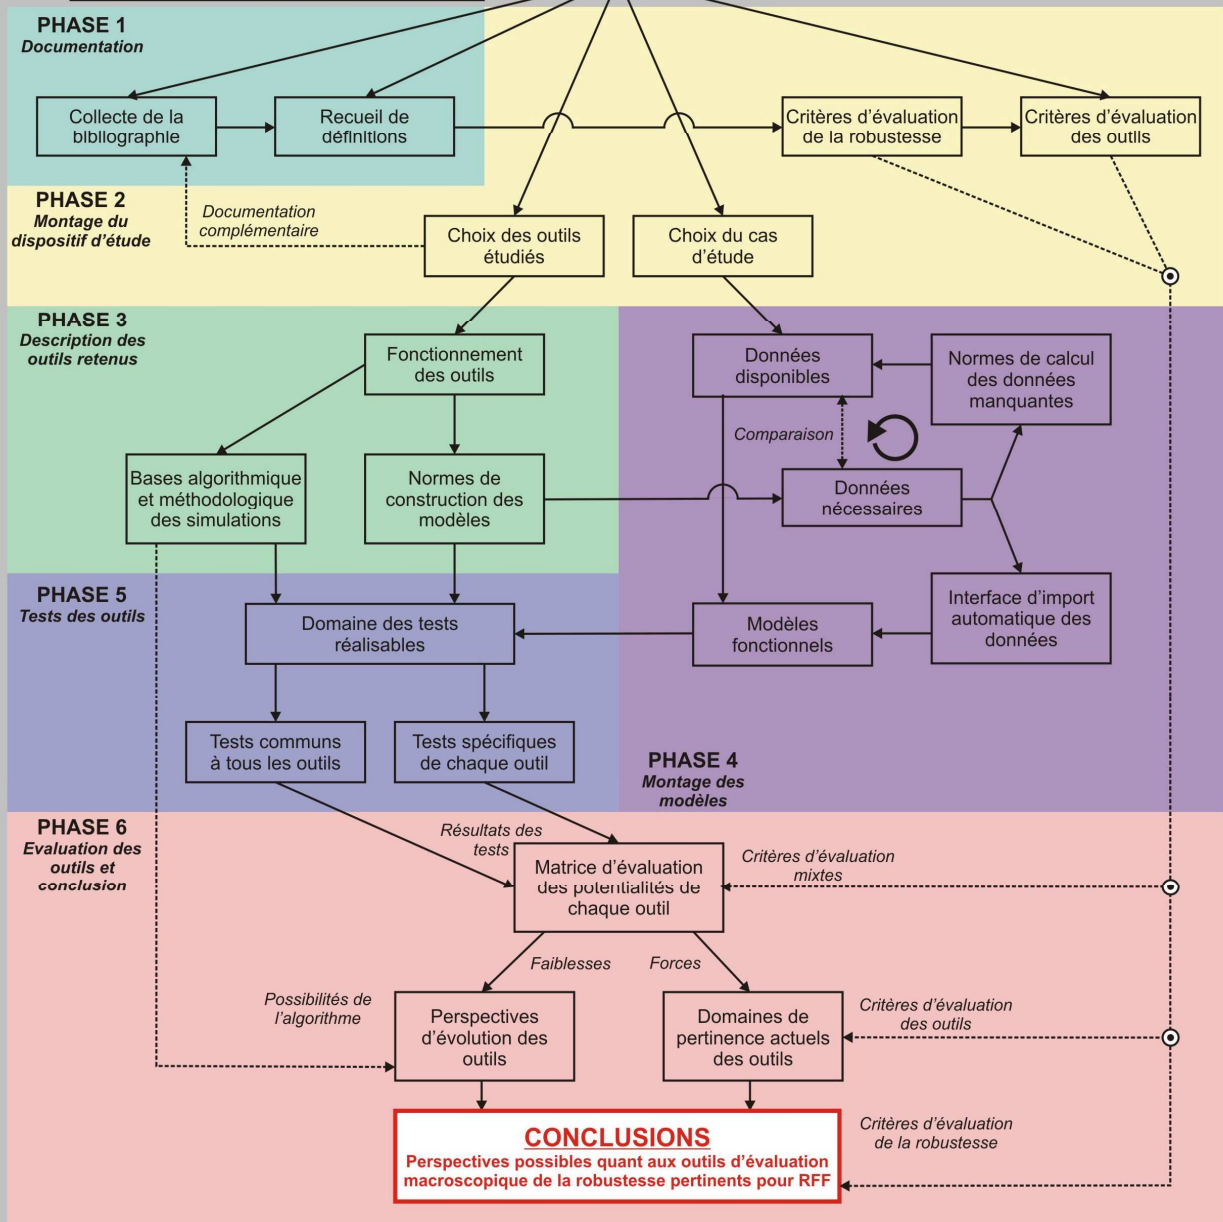 PHASE 1
Documentation
Collecte de la
bibliographie
Recueil de
définitions
Critères d'évaluation
de la robustesse
Critères d'évaluation
des outils
PHASE 2
Montage du
dispositif d'étude
Documentation
complémentaire
Choix des outils
étudiés
Choix du cas
d'étude
PHASE 3
Description des
outils retenus
Fonctionnement
des outils
Données
disponibles
Normes de calcul
des données
manquantes
Comparaison
Bases algorithmique
et méthodologique
des simulations
Normes de
construction des
modèles
Données
nécessaires
PHASE 5
Tests des outils
Domaine des tests
réalisables
Modèles
fonctionnels
Interface d'import
automatique des
données
Tests communs
à tous les outils
Tests spécifiques
de chaque outil
PHASE 4
Montage des
modèles
PHASE 6
Evaluation des
outils et
conclusion
Résultats des
tests
Matrice d'évaluation
des potentialités de
chaque outil
Critères d'évaluation
mixtes
Faiblesses
Forces
Possibilités de
l'algorithme
Perspectives
d'évolution des
outils
Domaines de
pertinence actuels
des outils
Critères d'évaluation
des outils
CONCLUSIONS
Perspectives possibles quant aux outils d'évaluation
macroscopique de la robustesse pertinents pour RFF
Critères d'évaluation
de la robustesse